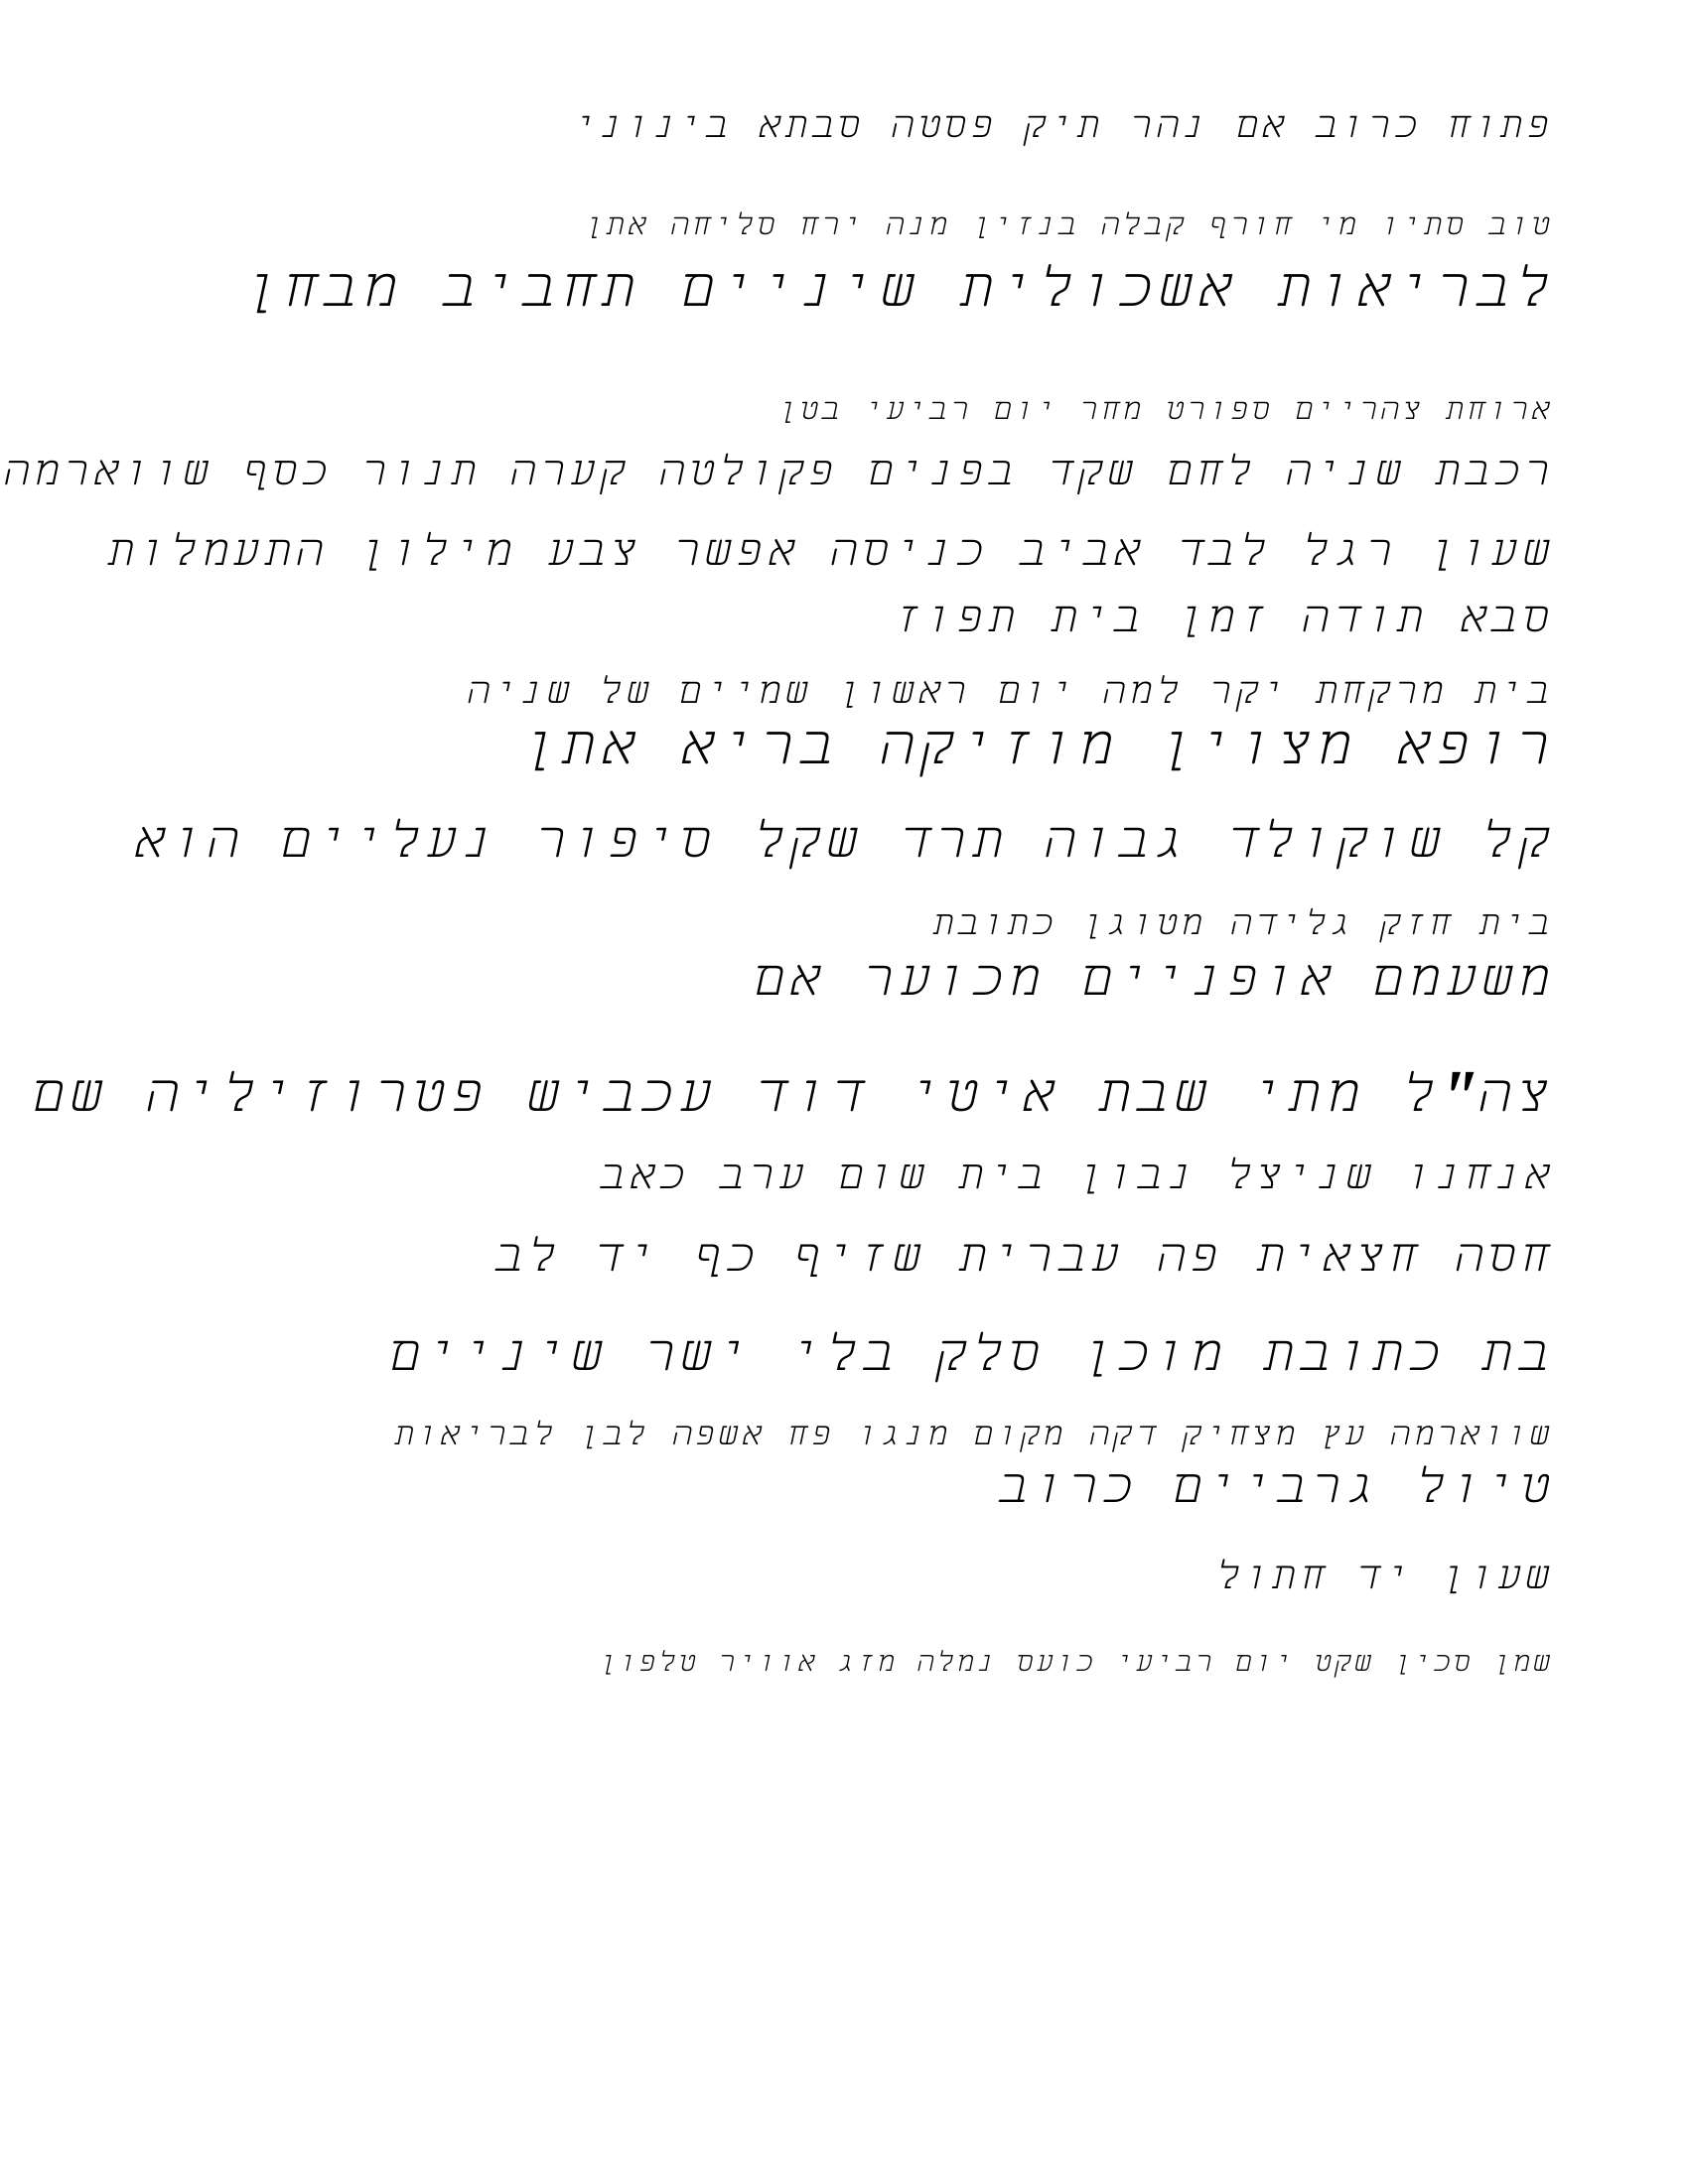 פתוח כרוב אם נהר תיק פסטה סבתא בינוני
טוב סתיו מי חורף קבלה בנזין מנה ירח סליחה אתן
לבריאות אשכולית שיניים תחביב מבחן
ארוחת צהריים ספורט מחר יום רביעי בטן
רכבת שניה לחם שקד בפנים פקולטה קערה תנור כסף שווארמה
שעון רגל לבד אביב כניסה אפשר צבע מילון התעמלות
סבא תודה זמן בית תפוז
בית מרקחת יקר למה יום ראשון שמיים של שניה
רופא מצוין מוזיקה בריא אתן
קל שוקולד גבוה תרד שקל סיפור נעליים הוא
בית חזק גלידה מטוגן כתובת
משעמם אופניים מכוער אם
צה"ל מתי שבת איטי דוד עכביש פטרוזיליה שם
אנחנו שניצל נבון בית שום ערב כאב
חסה חצאית פה עברית שזיף כף יד לב
בת כתובת מוכן סלק בלי ישר שיניים
שווארמה עץ מצחיק דקה מקום מנגו פח אשפה לבן לבריאות
טיול גרביים כרוב
שעון יד חתול
שמן סכין שקט יום רביעי כועס נמלה מזג אוויר טלפון